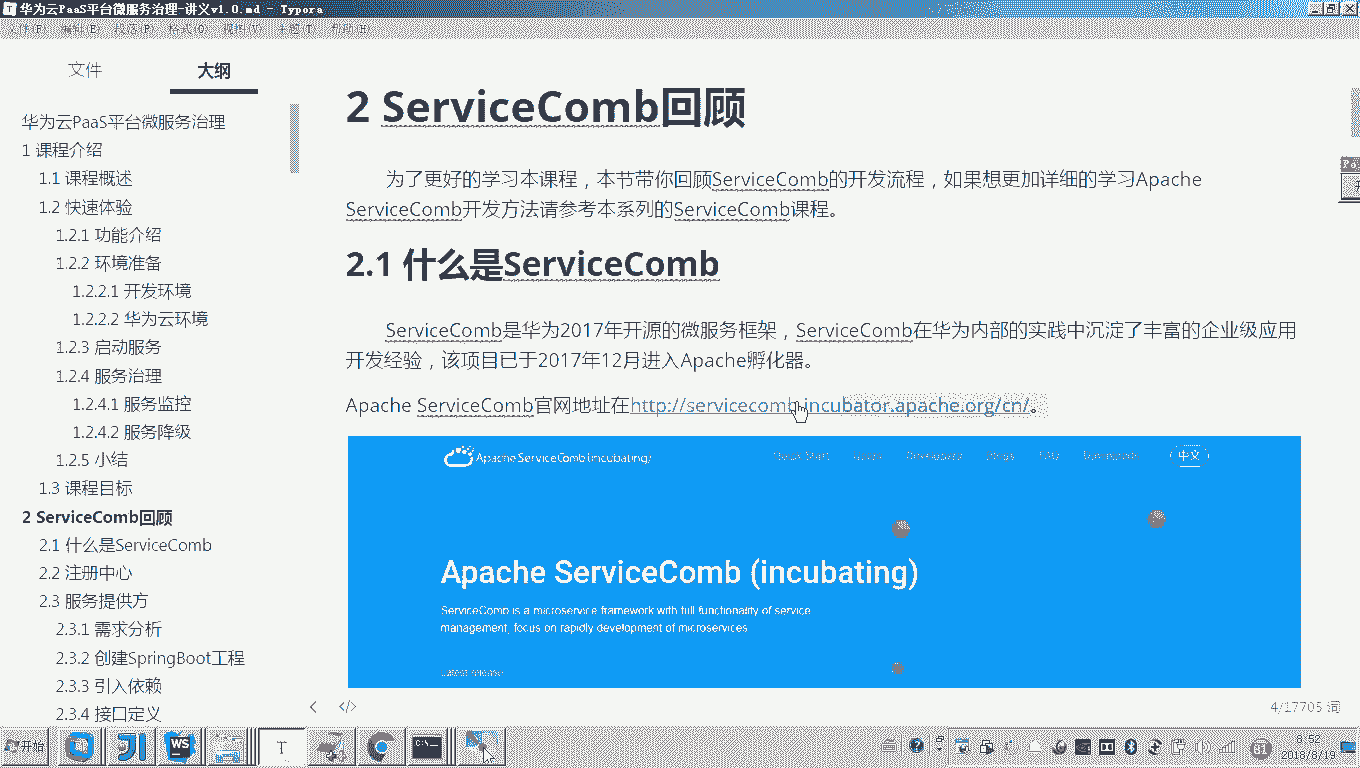 华为云PaaS平台微服务治理-讲义v1.0.md - Typora
文件 大纲
华为云PaaS平台微服务治理
1 课程介绍
1.1 课程概述
1.2 快速体验
1.2.1 功能介绍
1.2.2 环境准备
1.2.2.1 开发环境
1.2.2.2 华为云环境
1.2.3 启动服务
1.2.4 服务治理
1.2.4.1 服务监控
1.2.4.2 服务降级
1.2.5 小结
1.3 课程目标
2 ServiceComb回顾
2.1 什么是ServiceComb
2.2 注册中心
2.3 服务提供方
2.3.1 需求分析
2.3.2 创建SpringBoot工程
2.3.3 引入依赖
2.3.4 接口定义
2 ServiceComb回顾
为了更好的学习本课程，本节带你回顾ServiceComb的开发流程，如果想更加详细的学习Apache
ServiceComb开发方法请参考本系列的ServiceComb课程。
2.1 什么是ServiceComb
ServiceComb是华为2017年开源的微服务框架，ServiceComb在华为内部的实践中沉淀了丰富的企业级应用
开发经验，该项目已于2017年12月进入Apache孵化器。
Apache ServiceComb官网地址在http://servicecomb.incubator.apache.org/cn/。
Apache ServiceComb (incubating)
中文
Apache ServiceComb (incubating)
ServiceComb is a microservice framework with full functionality of service
management, focus on rapidly development of microservices
4/17705 词
开始
WS
T
81
8:52
2018/8/19